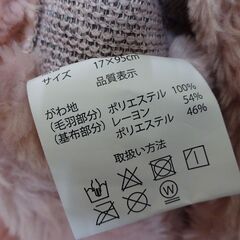 サイズ 17×95cm
品質表示
がわ地
(毛羽部分) ポリエステル 100%
(基布部分) レーヨン 54%
ポリエステル 46%
取扱い方法